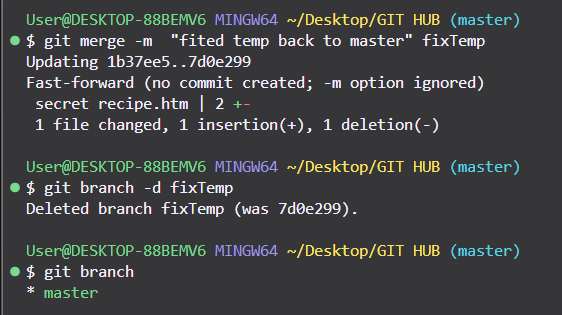 User@DESKTOP-88BEMV6 MINGW64 ~/Desktop/GIT HUB (master)
$ git merge -m  "fited temp back to master" fixTemp
Updating 1b37ee5..7d0e299
Fast-forward (no commit created; -m option ignored)
 secret recipe.htm | 2 +-
 1 file changed, 1 insertion(+), 1 deletion(-)
User@DESKTOP-88BEMV6 MINGW64 ~/Desktop/GIT HUB (master)
$ git branch -d fixTemp
Deleted branch fixTemp (was 7d0e299).
User@DESKTOP-88BEMV6 MINGW64 ~/Desktop/GIT HUB (master)
$ git branch
* master